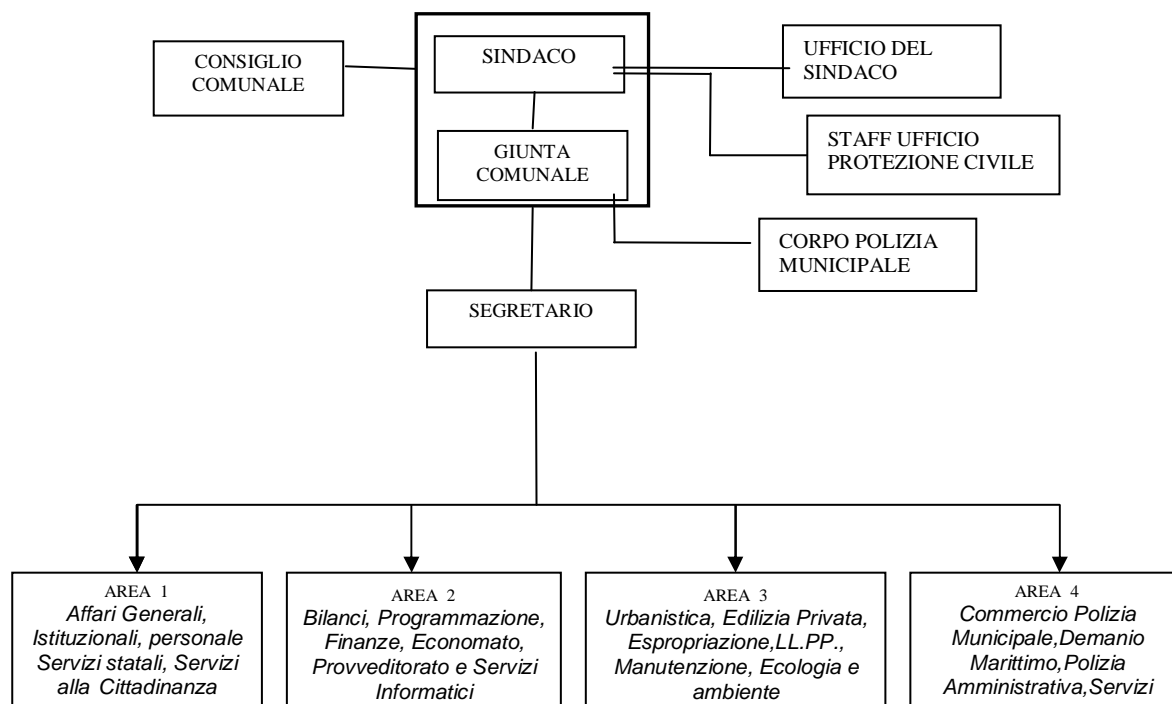 CONSIGLIO
COMUNALE
SINDACO
UFFICIO DEL
SINDACO
GIUNTA
COMUNALE
STAFF UFFICIO
PROTEZIONE CIVILE
CORPO POLIZIA
MUNICIPALE
SEGRETARIO
AREA 1
Affari Generali,
Istituzionali, personale
Servizi statali, Servizi
alla Cittadinanza
AREA 2
Bilanci, Programmazione,
Finanze, Economato,
Provveditorato e Servizi
Informatici
AREA 3
Urbanistica, Edilizia Privata,
Espropriazione,LL.PP.,
Manutenzione, Ecologia e
ambiente
AREA 4
Commercio Polizia
Municipale,Demanio
Marittimo,Polizia
Amministrativa,Servizi